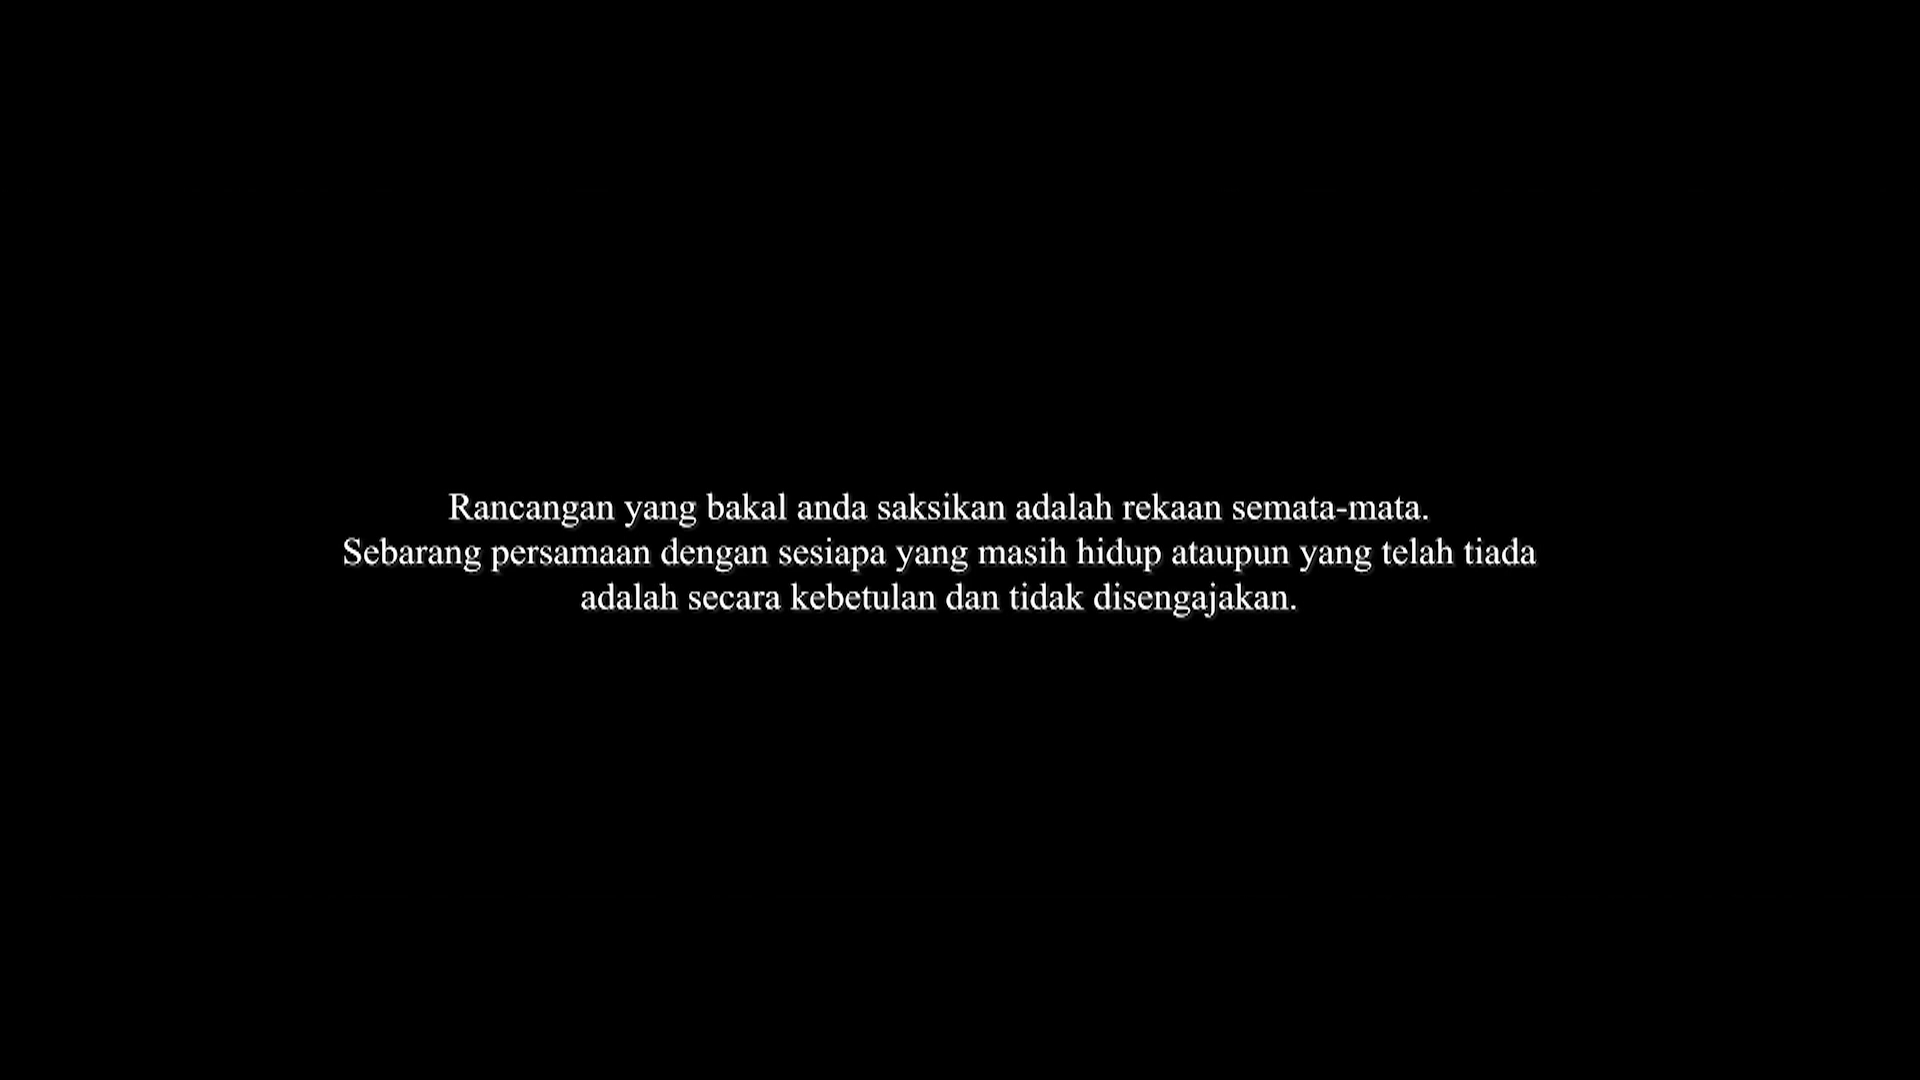 Rancangan yang bakal anda saksikan adalah rekaan semata-mata.
Sebarang persamaan dengan sesiapa yang masih hidup ataupun yang telah tiada
adalah secara kebetulan dan tidak disengajakan.